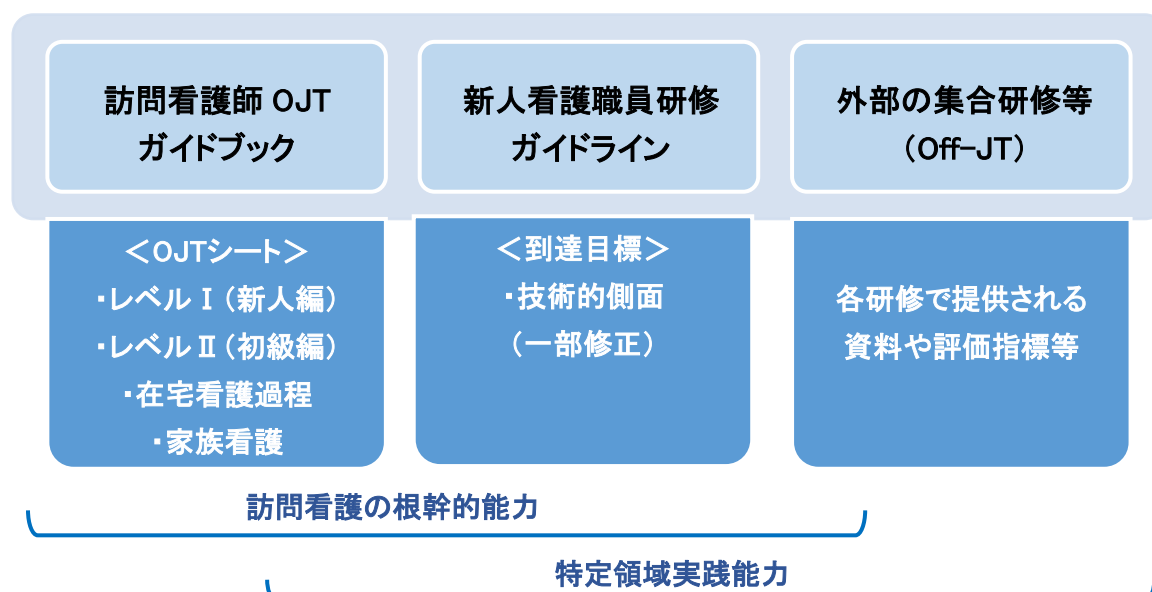 訪問看護師 OJT
ガイドブック
新人看護職員研修
ガイドライン
外部の集合研修等
（Off-JT）
＜OJTシート＞
・レベルⅠ（新人編）
・レベルⅡ（初級編）
・在宅看護過程
・家族看護
＜到達目標＞
・技術的側面
（一部修正）
各研修で提供される
資料や評価指標等
訪問看護の根幹的能力
特定領域実践能力